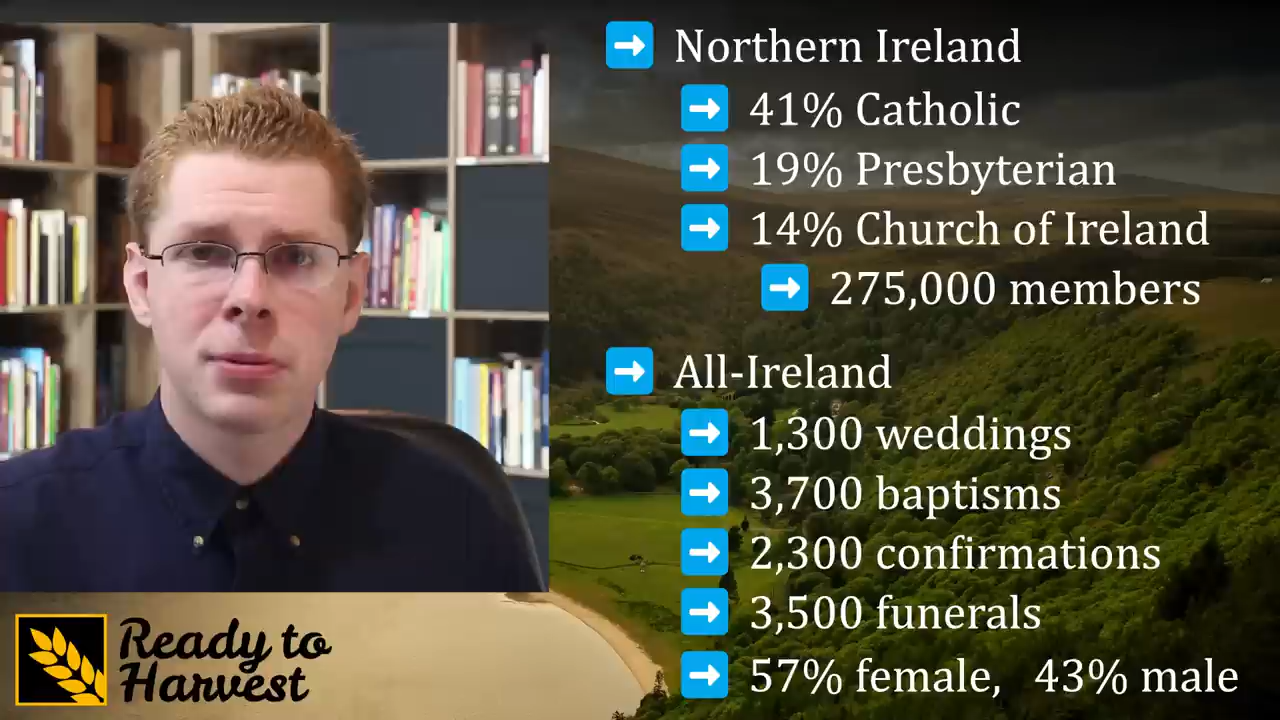 Northern Ireland
41% Catholic
19% Presbyterian
14% Church of Ireland
275,000 members
All-Ireland
1,300 weddings
3,700 baptisms
2,300 confirmations
3,500 funerals
57% female, 43% male
Ready to
Harvest